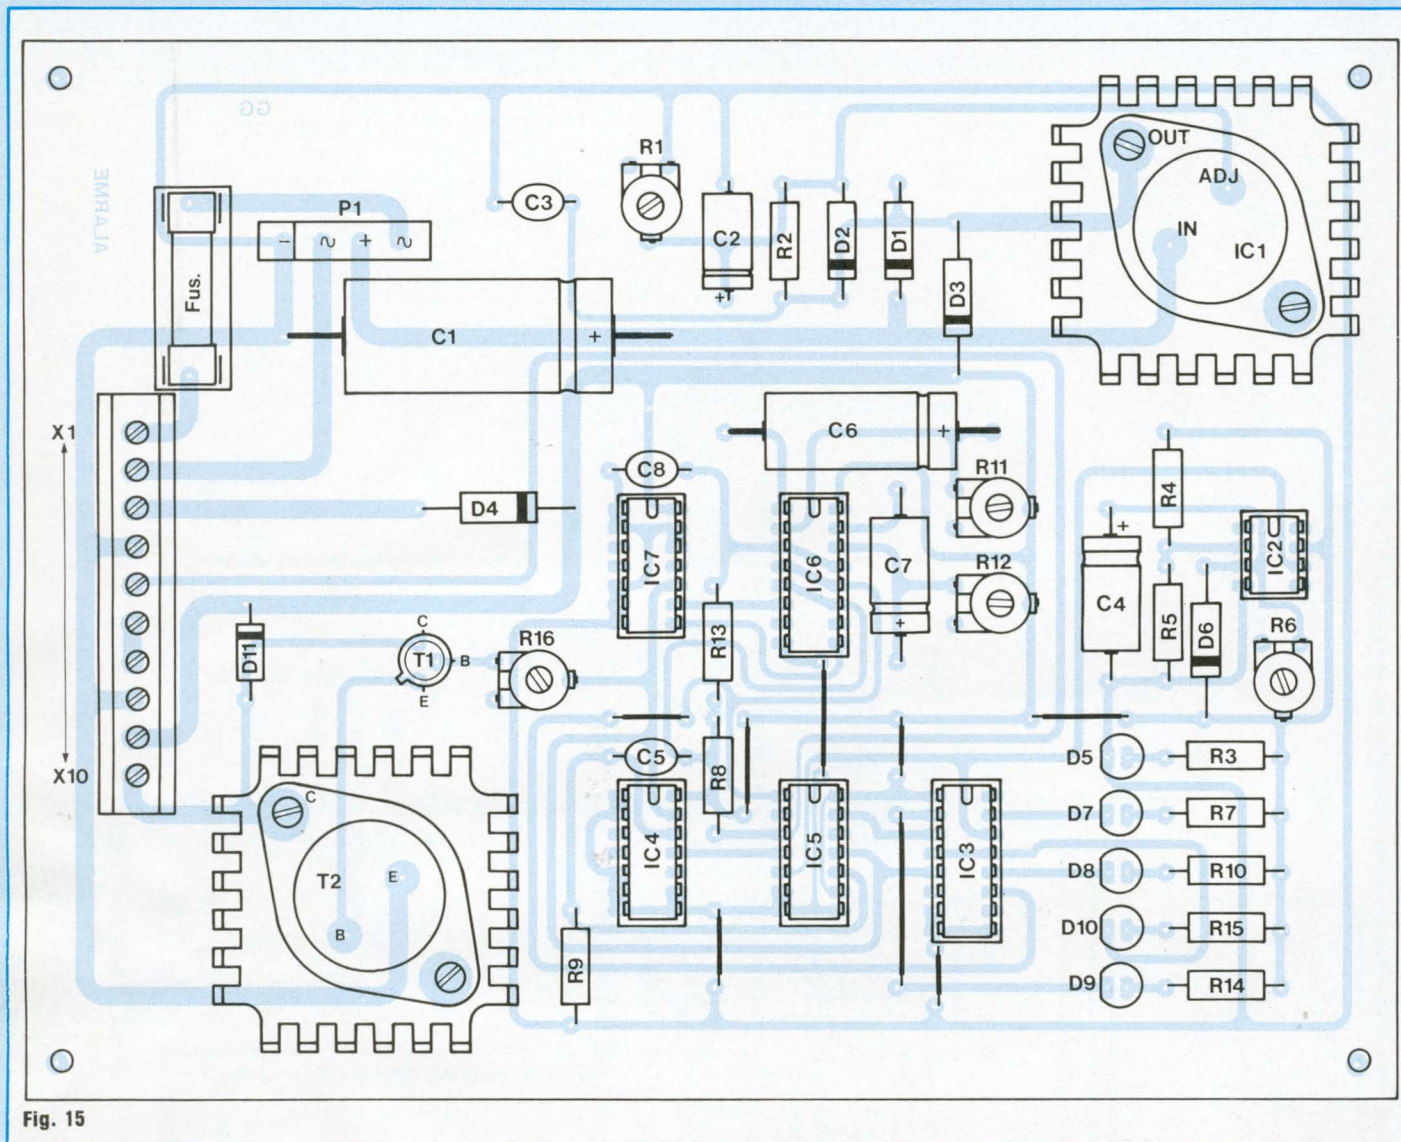 GG
ALARME
R1
OUT
ADJ
IN
IC1
P1
C3
C2
R2
D2
D1
D3
+
- ~ + ~
Fus.
C1
+
X1
C6
+
R11
R4
C8
D4
IC7
IC6
C7
+
R12
+
C4
R5
D6
IC2
R6
D11
C
T1
B
E
R16
R13
X10
C5
R8
D5
R3
C
T2
E
B
IC4
IC5
IC3
D7
R7
D8
R10
D10
R15
R9
D9
R14
Fig. 15